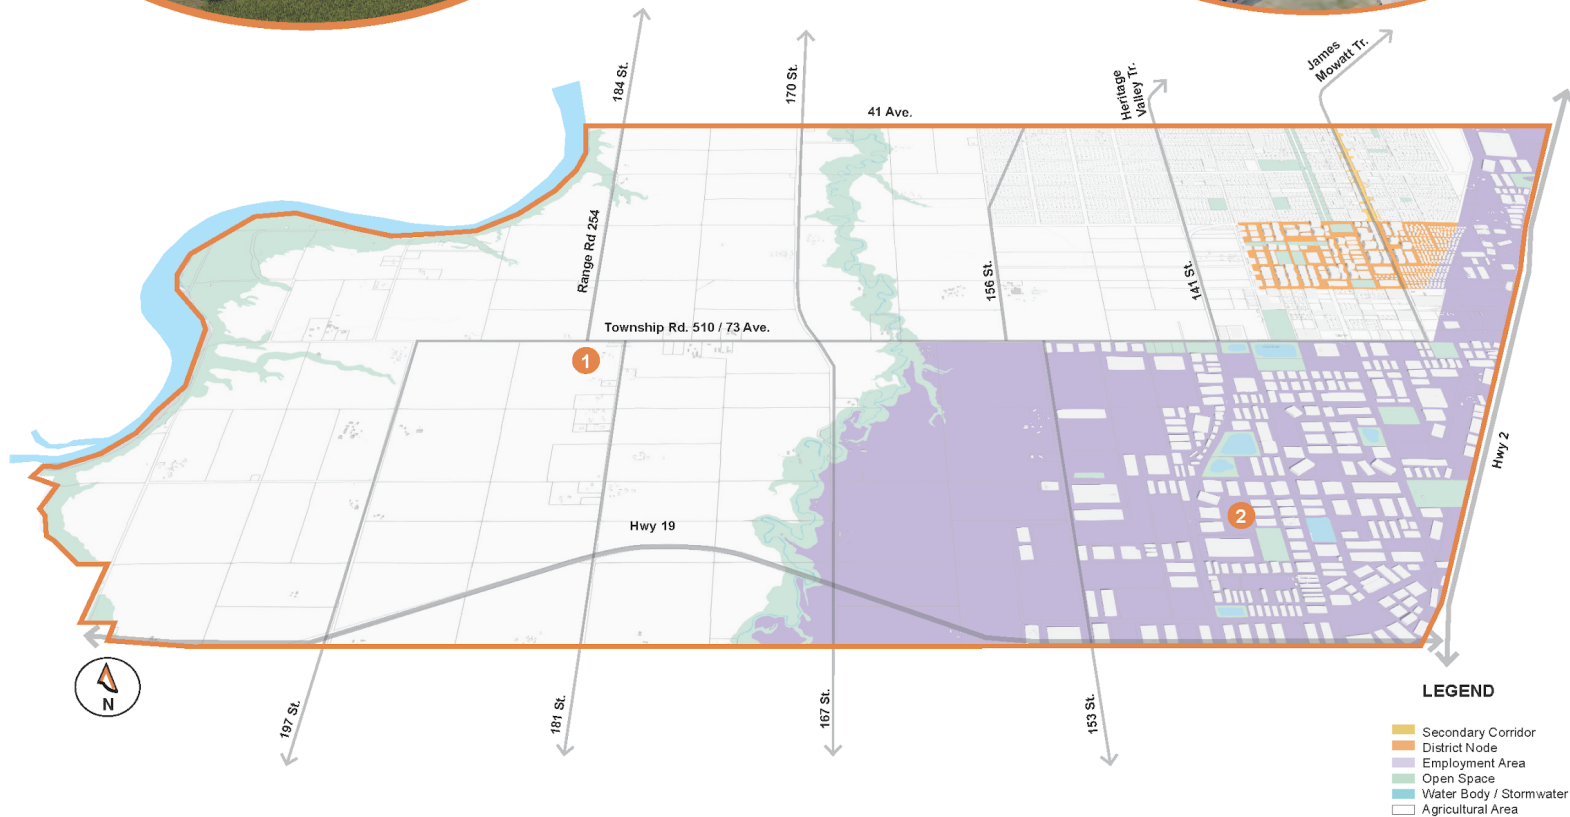 184 St.
170 St.
Heritage
Valley Tr.
James
Mowatt Tr.
41 Ave.
Range Rd 254
156 St.
141 St.
Township Rd. 510 / 73 Ave.
1
Hwy 2
2
Hwy 19
N
197 St.
181 St.
167 St.
153 St.
LEGEND
Secondary Corridor
District Node
Employment Area
Open Space
Water Body / Stormwater
Agricultural Area